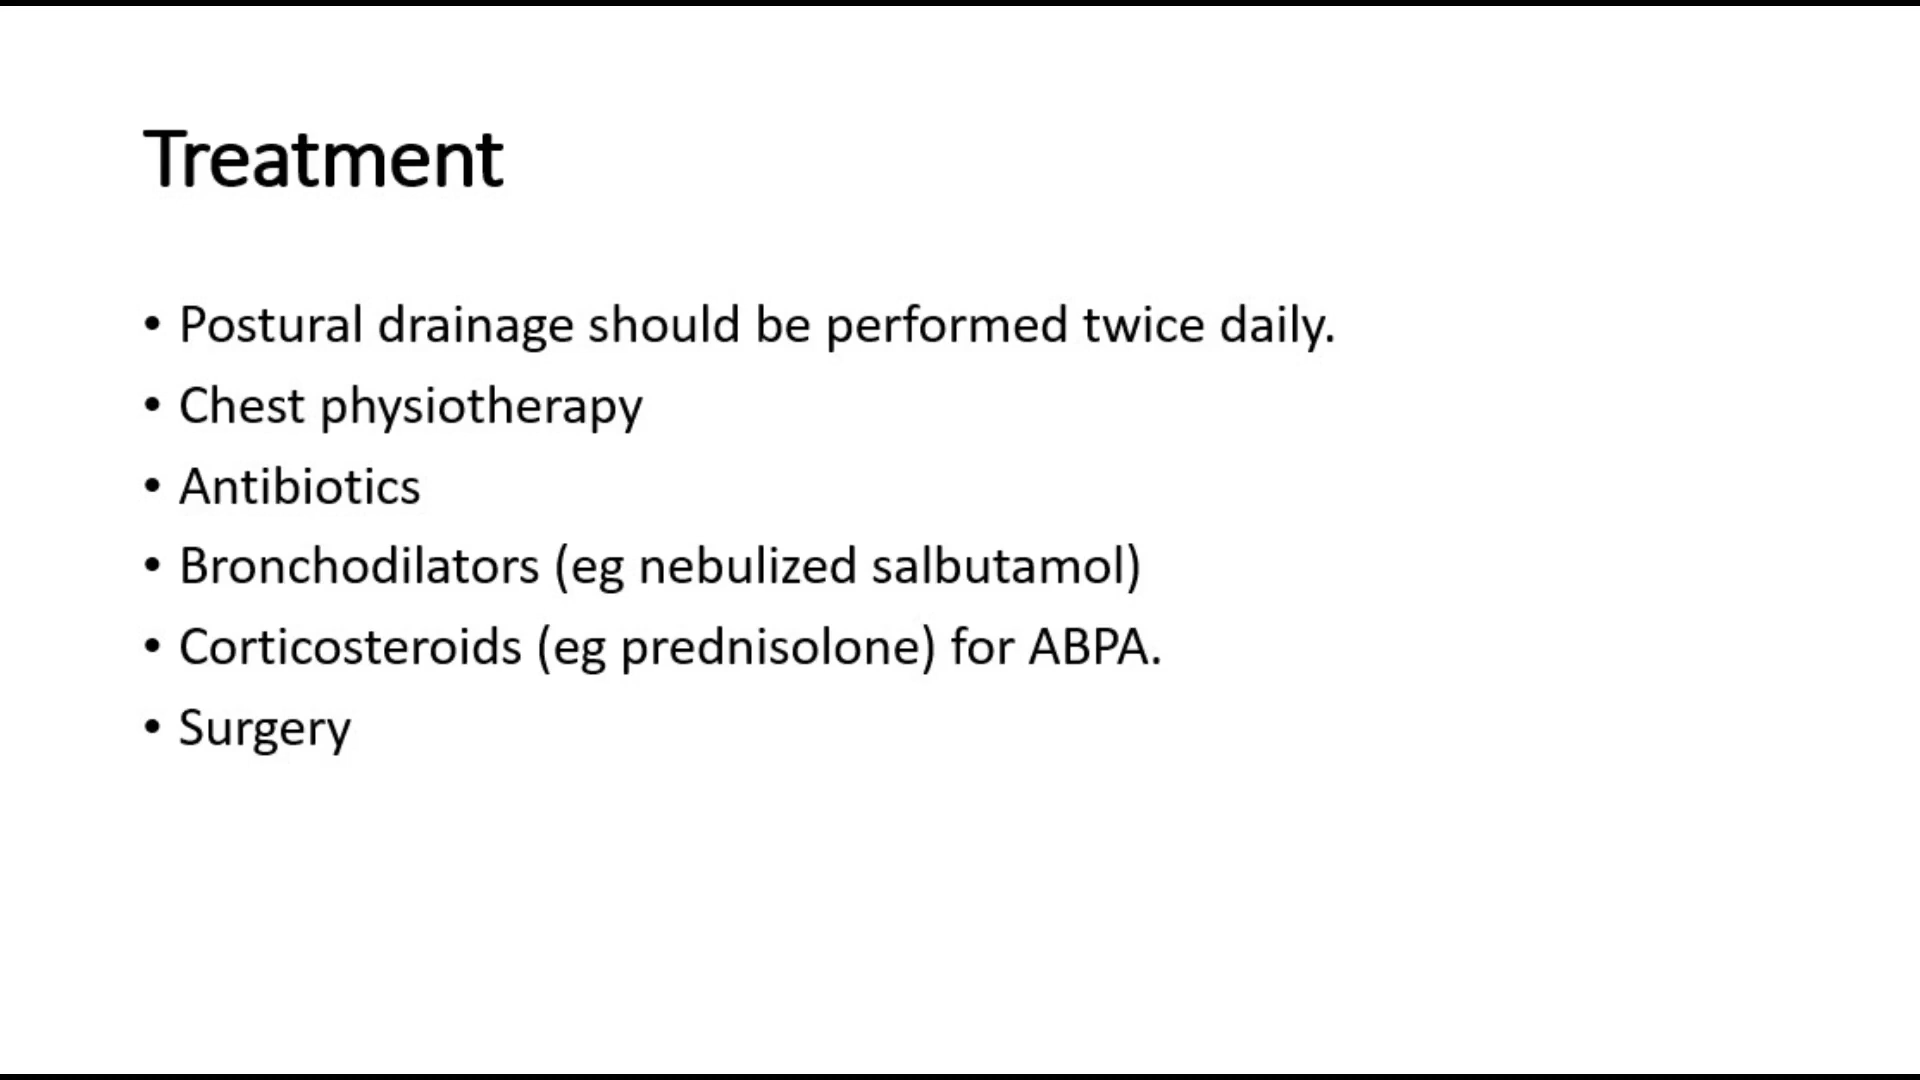 Treatment
• Postural drainage should be performed twice daily.
• Chest physiotherapy
• Antibiotics
• Bronchodilators (eg nebulized salbutamol)
• Corticosteroids (eg prednisolone) for ABPA.
• Surgery